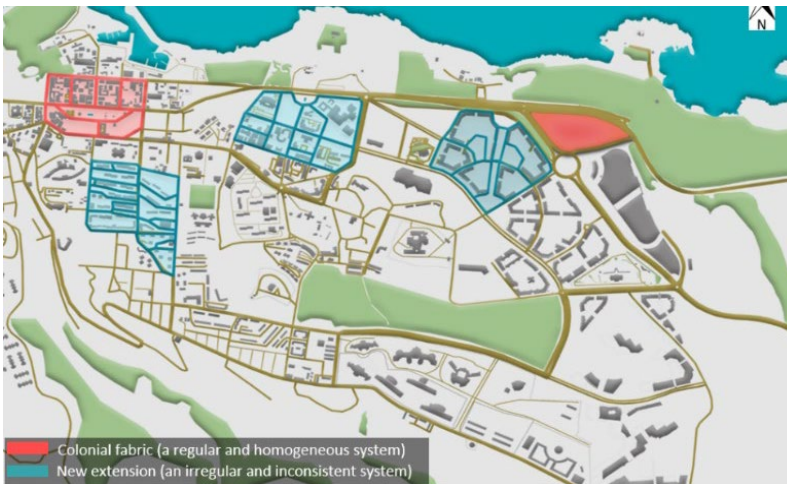 N
Colonial fabric (a regular and homogeneous system)
New extension (an irregular and inconsistent system)